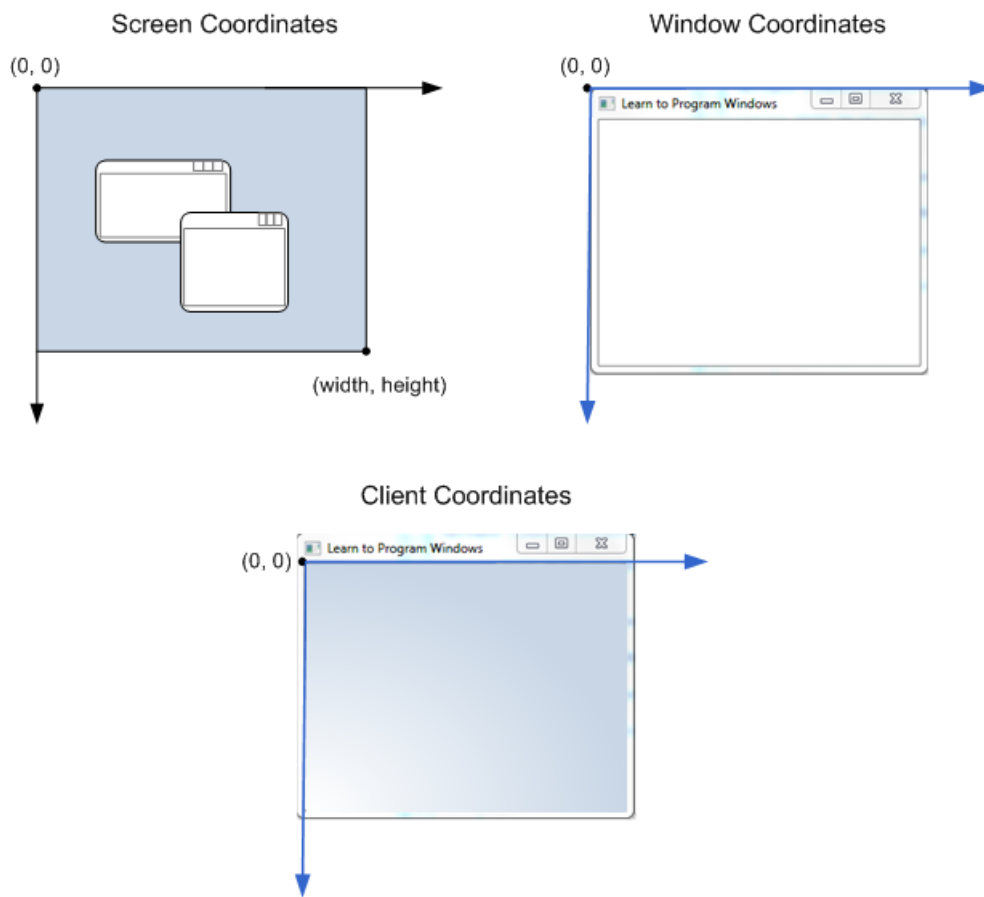 Screen Coordinates
(0, 0)
(width, height)
Window Coordinates
(0, 0)
Learn to Program Windows
Client Coordinates
Learn to Program Windows
(0, 0)